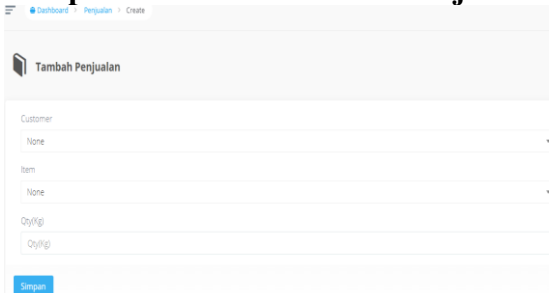 Dashboard Penjualan Create
Tambah Penjualan
Customer
None
Item
None
Qty(Kg)
Qty(Kg)
Simpan